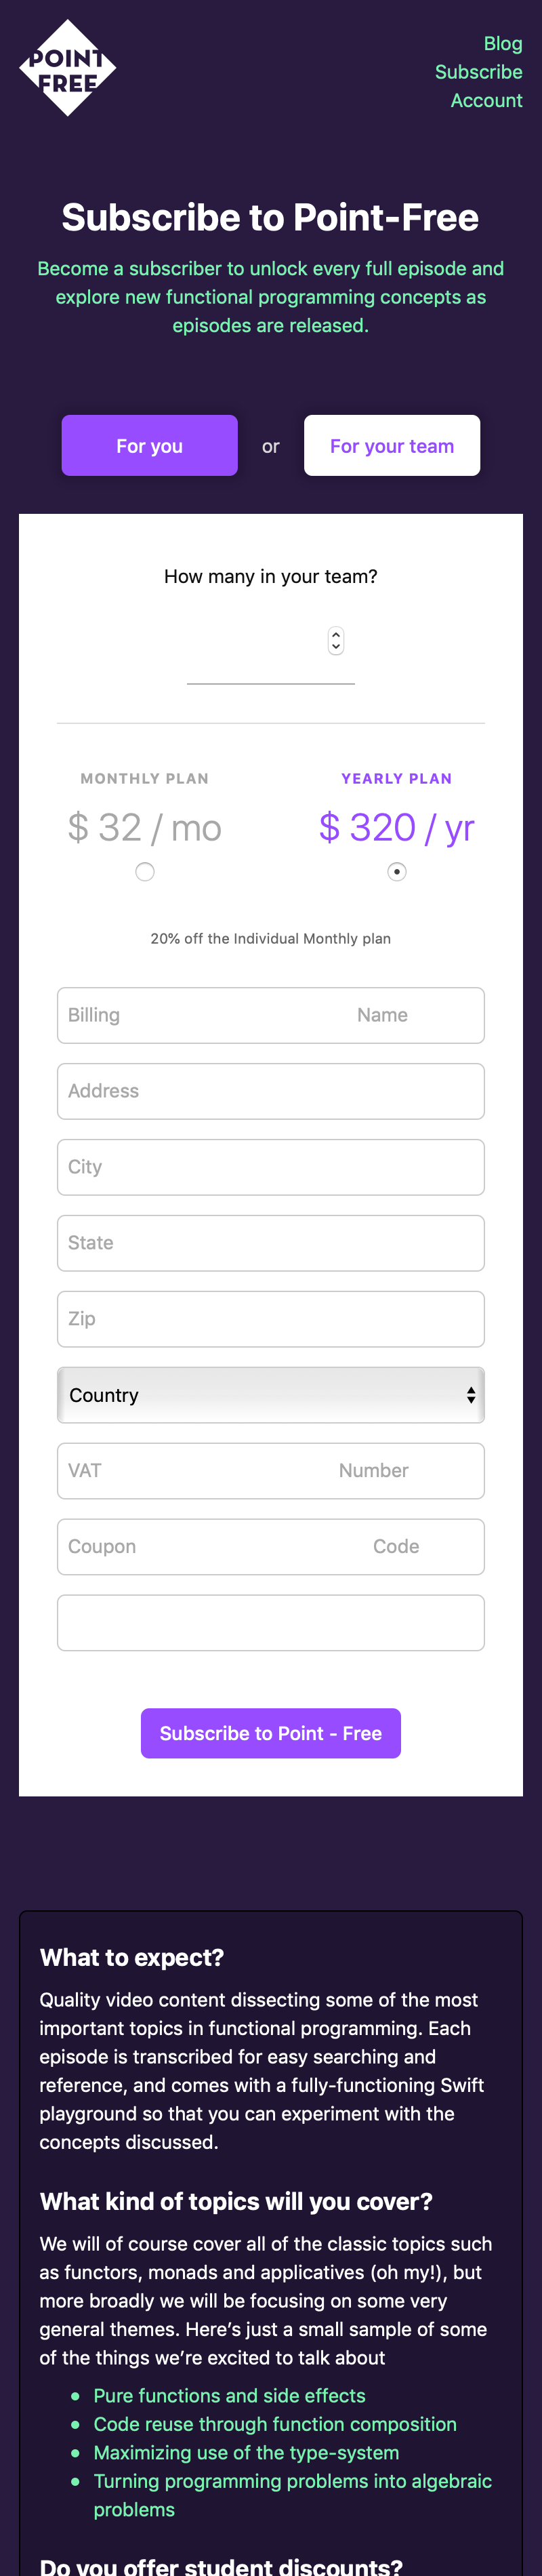 POINT
FREE
Blog
Subscribe
Account
Subscribe to Point-Free
Become a subscriber to unlock every full episode and
explore new functional programming concepts as
episodes are released.
For you or For your team
How many in your team?
MONTHLY PLAN YEARLY PLAN
$ 32 / mo $ 320 / yr
20% off the Individual Monthly plan
Billing Name
Address
City
State
Zip
Country
VAT Number
Coupon Code
Subscribe to Point - Free
What to expect?
Quality video content dissecting some of the most
important topics in functional programming. Each
episode is transcribed for easy searching and
reference, and comes with a fully-functioning Swift
playground so that you can experiment with the
concepts discussed.
What kind of topics will you cover?
We will of course cover all of the classic topics such
as functors, monads and applicatives (oh my!), but
more broadly we will be focusing on some very
general themes. Here’s just a small sample of some
of the things we’re excited to talk about
• Pure functions and side effects
• Code reuse through function composition
• Maximizing use of the type-system
• Turning programming problems into algebraic
problems
Do you offer student discounts?